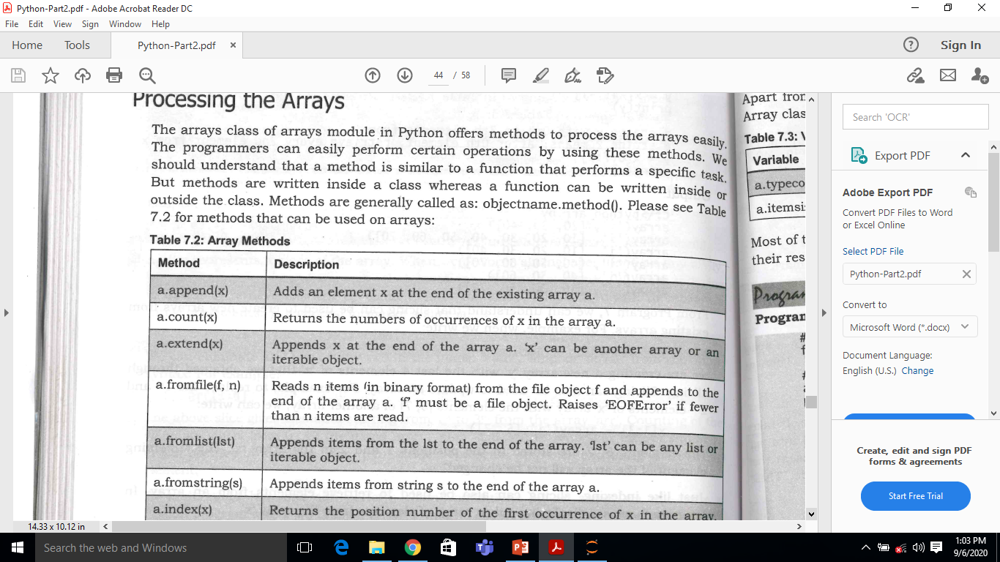 Python-Part2.pdf - Adobe Acrobat Reader DC
File Edit View Sign Window Help
Home Tools Python-Part2.pdf × Sign In
44 / 58
Processing the Arrays
The arrays class of arrays module in Python offers methods to process the arrays easily.
The programmers can easily perform certain operations by using these methods. We
should understand that a method is similar to a function that performs a specific task.
But methods are written inside a class whereas a function can be written inside or
outside the class. Methods are generally called as: objectname.method(). Please see Table
7.2 for methods that can be used on arrays:
Table 7.2: Array Methods
Method Description
a.append(x) Adds an element x at the end of the existing array a.
a.count(x) Returns the numbers of occurrences of x in the array a.
a.extend(x) Appends x at the end of the array a. 'x' can be another array or an
iterable object.
a.fromfile(f, n) Reads n items (in binary format) from the file object f and appends to the
end of the array a. 'f' must be a file object. Raises 'EOFError' if fewer
than n items are read.
a.fromlist(lst) Appends items from the lst to the end of the array. 'lst' can be any list or
iterable object.
a.fromstring(s) Appends items from string s to the end of the array a.
a.index(x) Returns the position number of the first occurrence of x in the array.
Apart from
Array clas
Table 7.3: V
Variable
a.typeco
a.itemsi
Most of t
their res
Program
Progran
#
f
#
14.33 x 10.12 in
Search 'OCR'
Export PDF
Adobe Export PDF
Convert PDF Files to Word
or Excel Online
Select PDF File
Python-Part2.pdf
Convert to
Microsoft Word (*.docx)
Document Language:
English (U.S.) Change
Create, edit and sign PDF
forms & agreements
Start Free Trial
Search the web and Windows
1:03 PM
9/6/2020